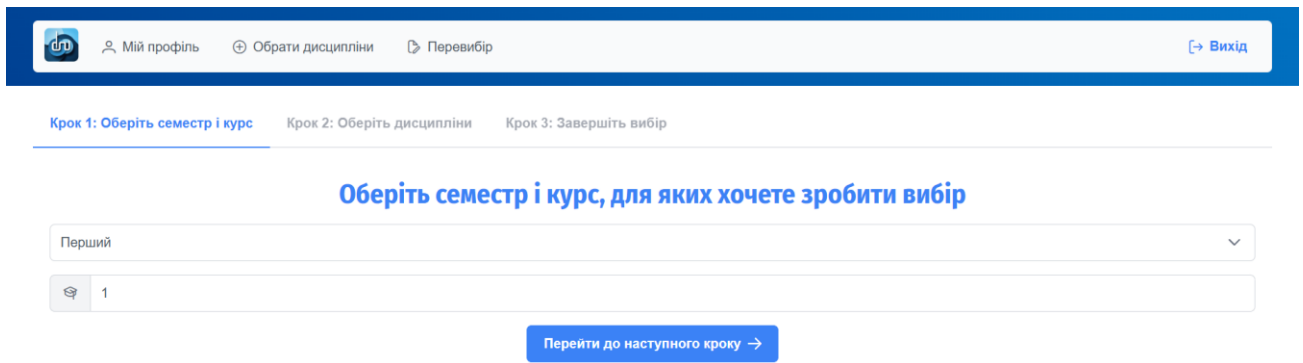 Мій профіль Обрати дисципліни Перевибір Вихід
Крок 1: Оберіть семестр і курс Крок 2: Оберіть дисципліни Крок 3: Завершіть вибір
Оберіть семестр і курс, для яких хочете зробити вибір
Перший
1
Перейти до наступного кроку →